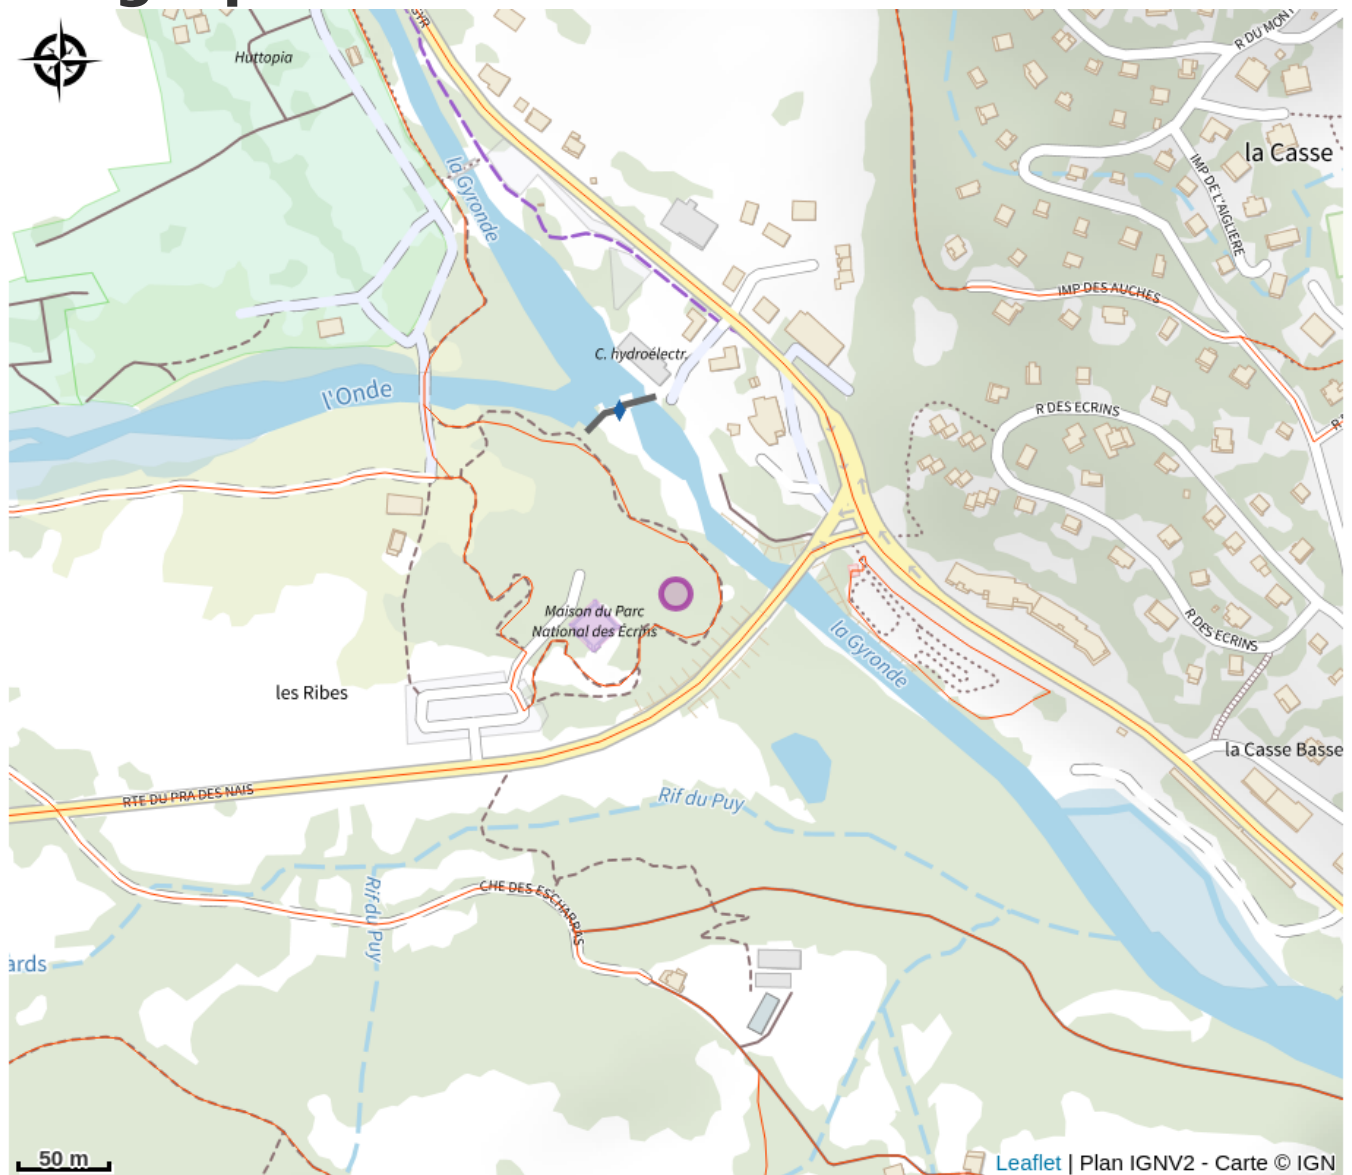 GYR
Huttopia
R DU MONT
la Casse
la Gyronde
IMP DE L'AIGLIERE
IMP DES AUCHES
C. hydroélectr.
l'Onde
R DES ECRINS
Maison du Parc
National des Écrins
la Gyronde
R DES ECRINS
les Ribes
la Casse Basse
RTE DU PRA DES NAIS
Rif du Puy
CHE DES ESCHARRAS
Rif du Puy
ards
50 m
Leaflet | Plan IGNV2 - Carte © IGN